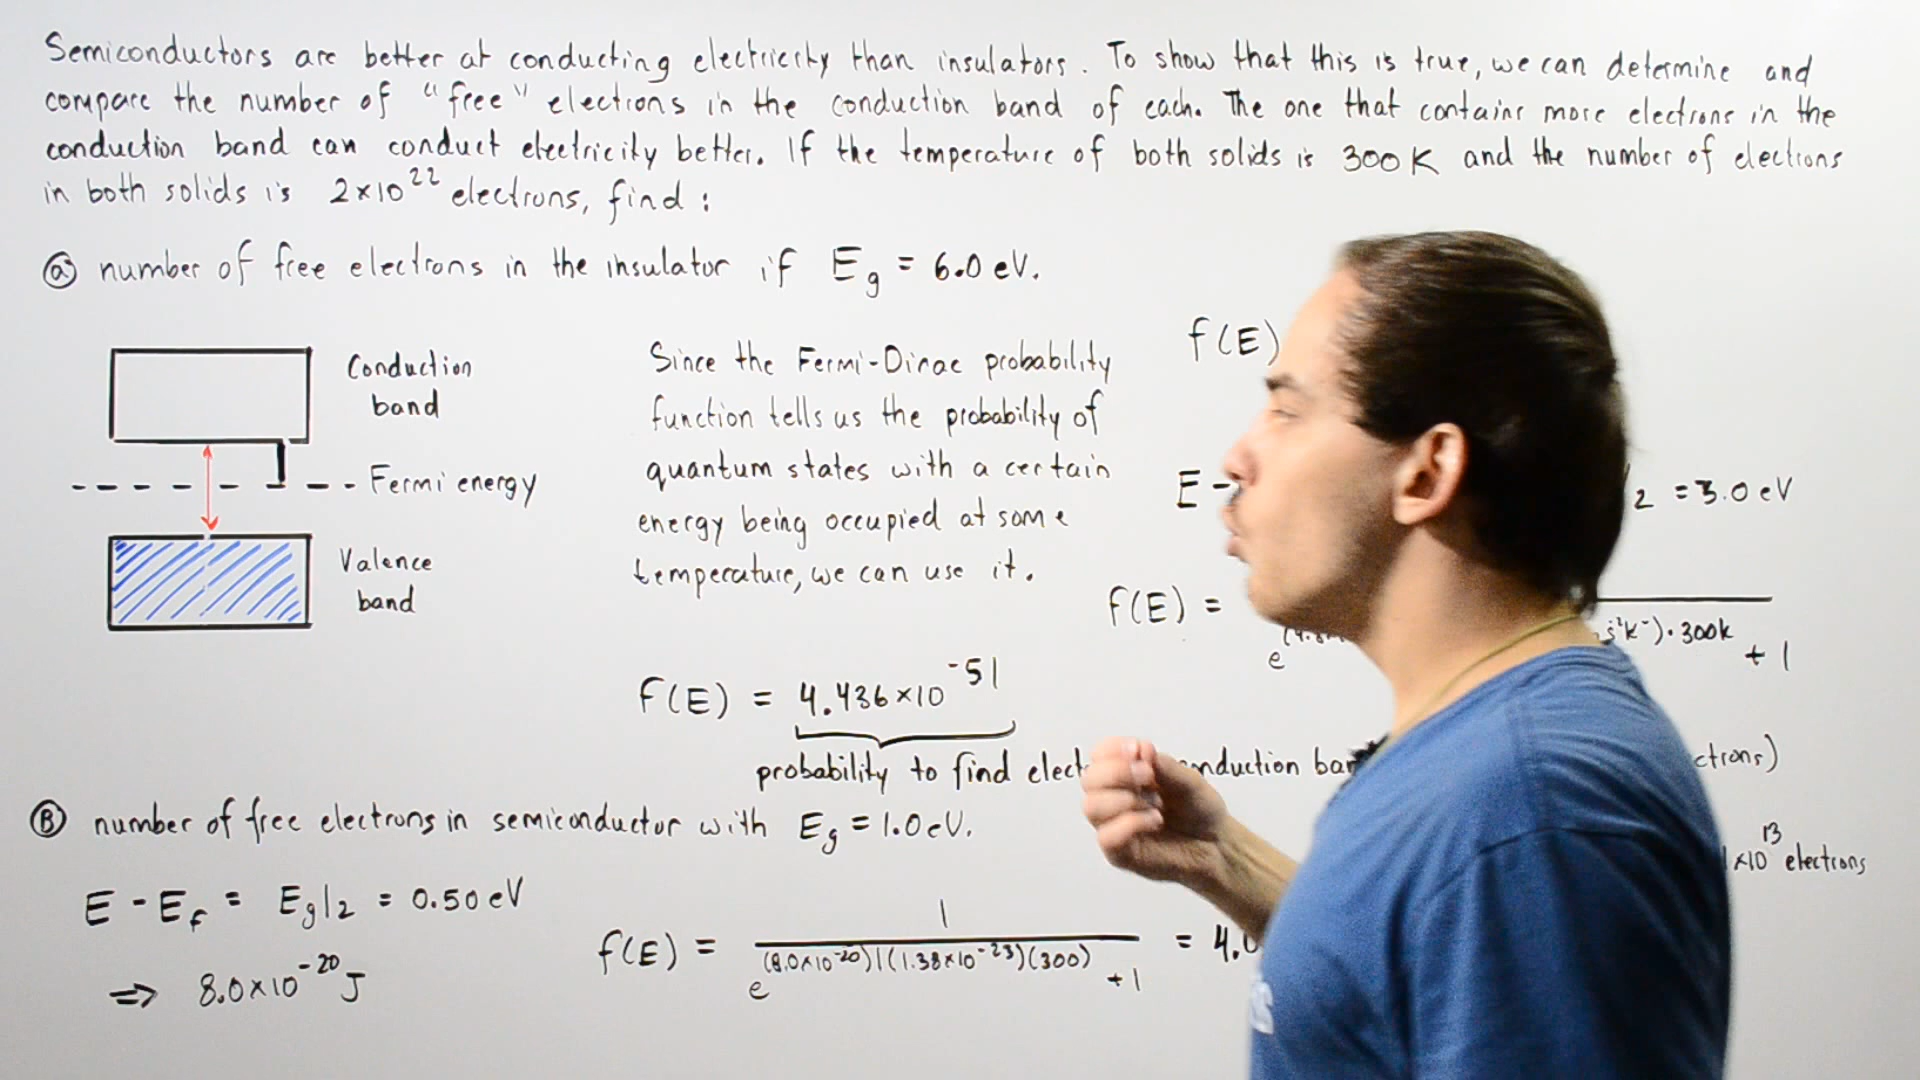 Semiconductors are better at conducting electricity than insulators. To show that this is true, we can determine and
compare the number of "free" electrons in the conduction band of each. The one that contains more electrons in the
conduction band can conduct electricity better. If the temperature of both solids is 300K and the number of electrons
in both solids is 2×10²² electrons, find:
(a) number of free electrons in the insulator if Eg = 6.0 eV.
Conduction
band
Fermi energy
Valence
band
Since the Fermi-Dirac probability
function tells us the probability of
quantum states with a certain
energy being occupied at some
temperature, we can use it.
f(E) = 4.436×10⁻⁵¹
probability to find
f(E)
E -
2 = 3.0 eV
f(E) =
e + 1
300K
(B) number of free electrons in semiconductor with Eg = 1.0 eV.
×10¹³ electrons
E - Ef = Eg/2 = 0.50 eV
⇒ 8.0×10⁻²⁰ J
f(E) = 1
(8.0×10⁻²⁰)/(1.38×10⁻²³)(300)
e + 1
= 4.0